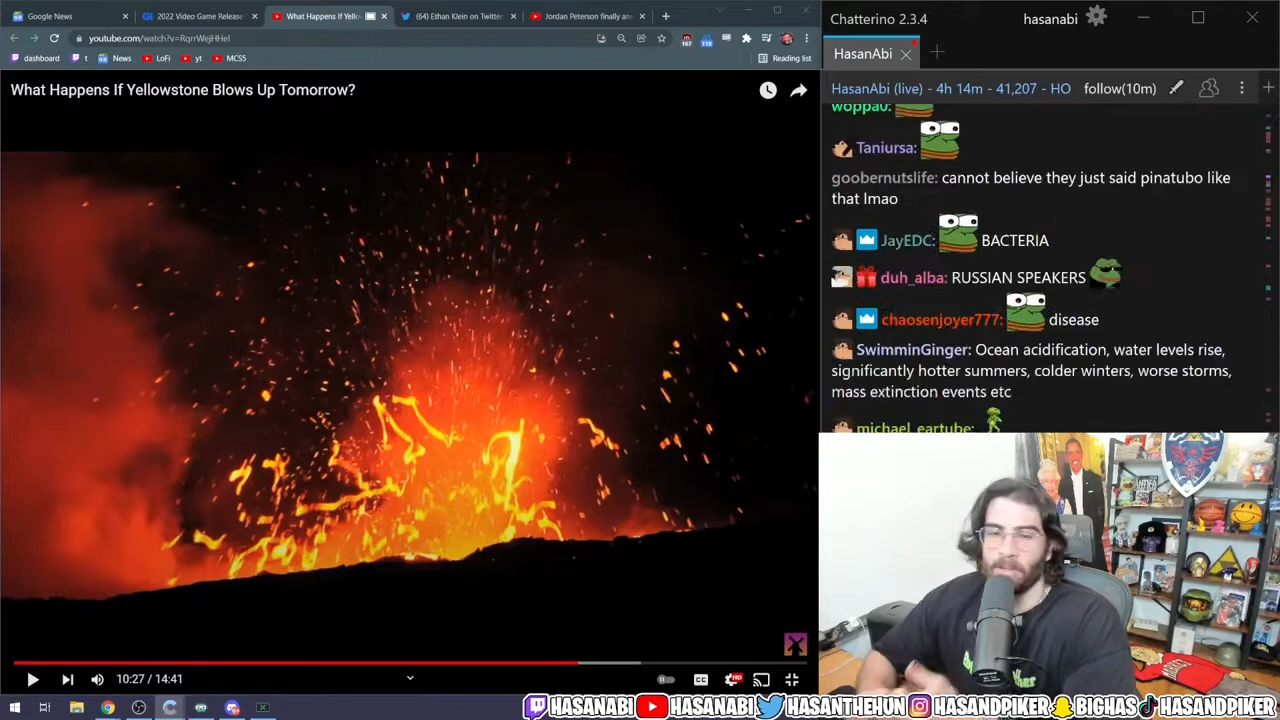 Google News
2022 Video Game Release
What Happens If Yello
(64) Ethan Klein on Twitter
Jordan Peterson finally an
youtube.com/watch?v=RqrrWejHHeI
167
dashboard
t
News
LoFi
yt
MCSS
Reading list
What Happens If Yellowstone Blows Up Tomorrow?
10:27 / 14:41
CC
HD
Chatterino 2.3.4
hasanabi
HasanAbi
HasanAbi (live) - 4h 14m - 41,207 - HO
follow(10m)
woppa0:
Taniursa:
goobernutslife: cannot believe they just said pinatubo like
that lmao
JayEDC: BACTERIA
duh_alba: RUSSIAN SPEAKERS
chaosenjoyer777: disease
SwimminGinger: Ocean acidification, water levels rise,
significantly hotter summers, colder winters, worse storms,
mass extinction events etc
michael_eartube:
HASANABI
HASANABI
HASANTHEHUN
HASANDPIKER
BIGHAS
HASANDPIKER